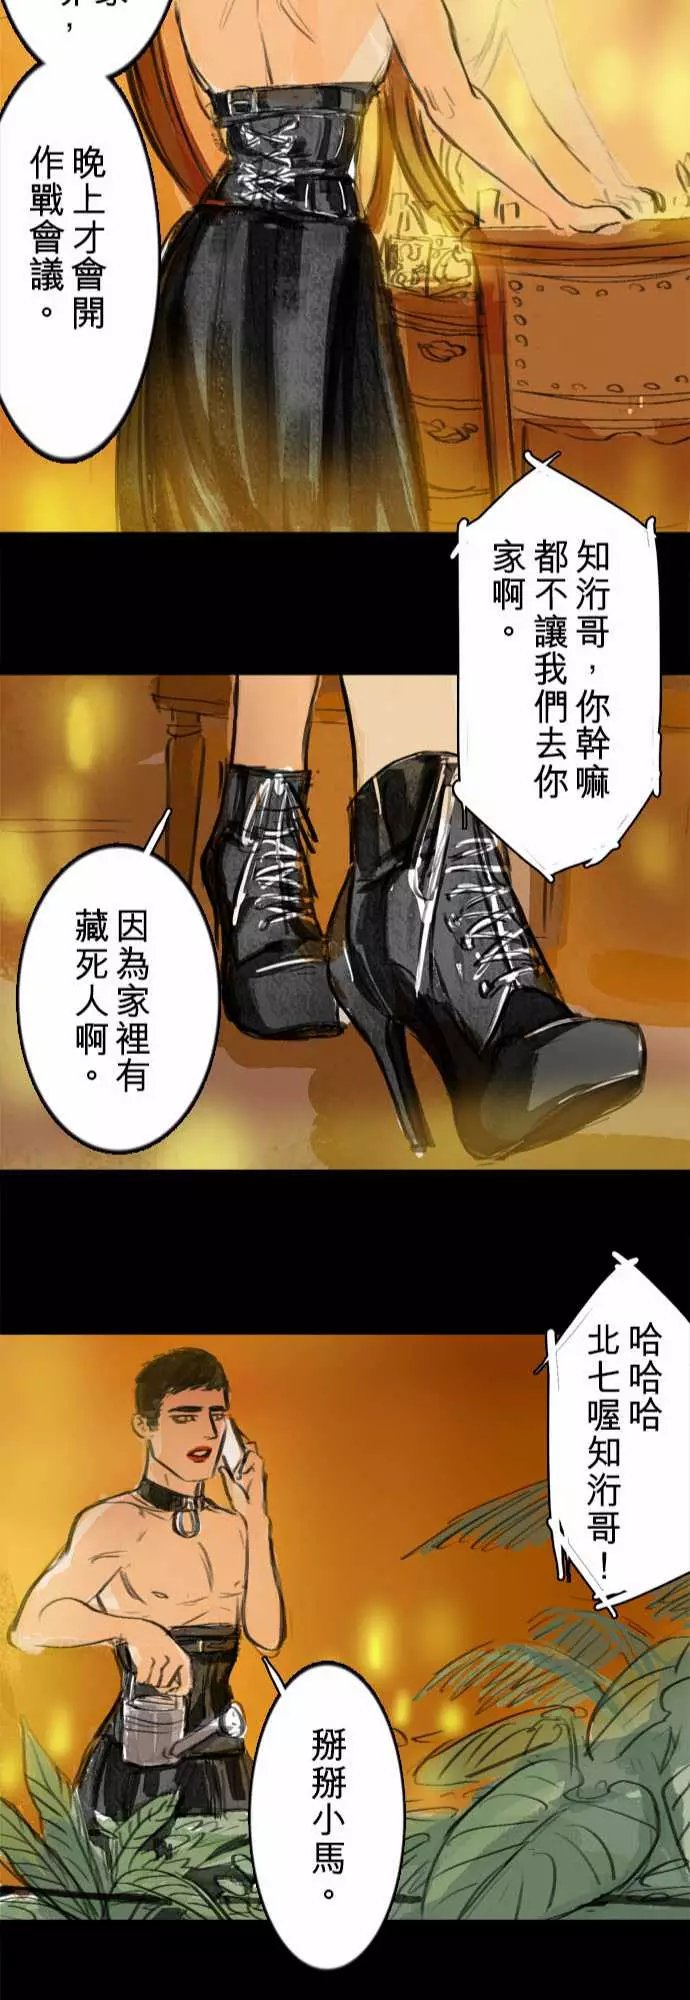 晚上才會開
作戰會議。
知洐哥，你幹嘛
都不讓我們去你
家啊。
因為家裡有
藏死人啊。
哈哈哈
北七喔知洐哥！
掰掰小馬。